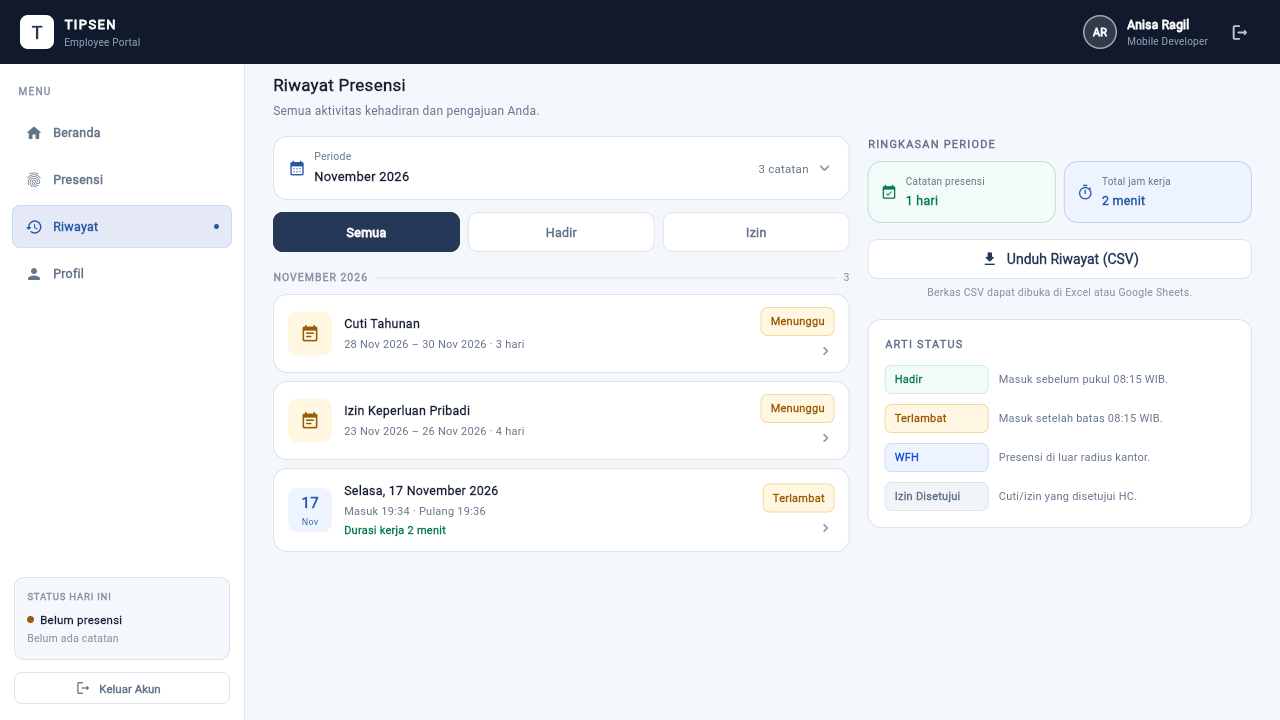 T
TIPSEN
Employee Portal
AR
Anisa Ragil
Mobile Developer
MENU
Beranda
Presensi
Riwayat
Profil
STATUS HARI INI
Belum presensi
Belum ada catatan
Keluar Akun
Riwayat Presensi
Semua aktivitas kehadiran dan pengajuan Anda.
Periode
November 2026
3 catatan
Semua
Hadir
Izin
NOVEMBER 2026
3
Cuti Tahunan
28 Nov 2026 – 30 Nov 2026 · 3 hari
Menunggu
Izin Keperluan Pribadi
23 Nov 2026 – 26 Nov 2026 · 4 hari
Menunggu
17
Nov
Selasa, 17 November 2026
Masuk 19:34 · Pulang 19:36
Durasi kerja 2 menit
Terlambat
RINGKASAN PERIODE
Catatan presensi
1 hari
Total jam kerja
2 menit
Unduh Riwayat (CSV)
Berkas CSV dapat dibuka di Excel atau Google Sheets.
ARTI STATUS
Hadir
Masuk sebelum pukul 08:15 WIB.
Terlambat
Masuk setelah batas 08:15 WIB.
WFH
Presensi di luar radius kantor.
Izin Disetujui
Cuti/izin yang disetujui HC.